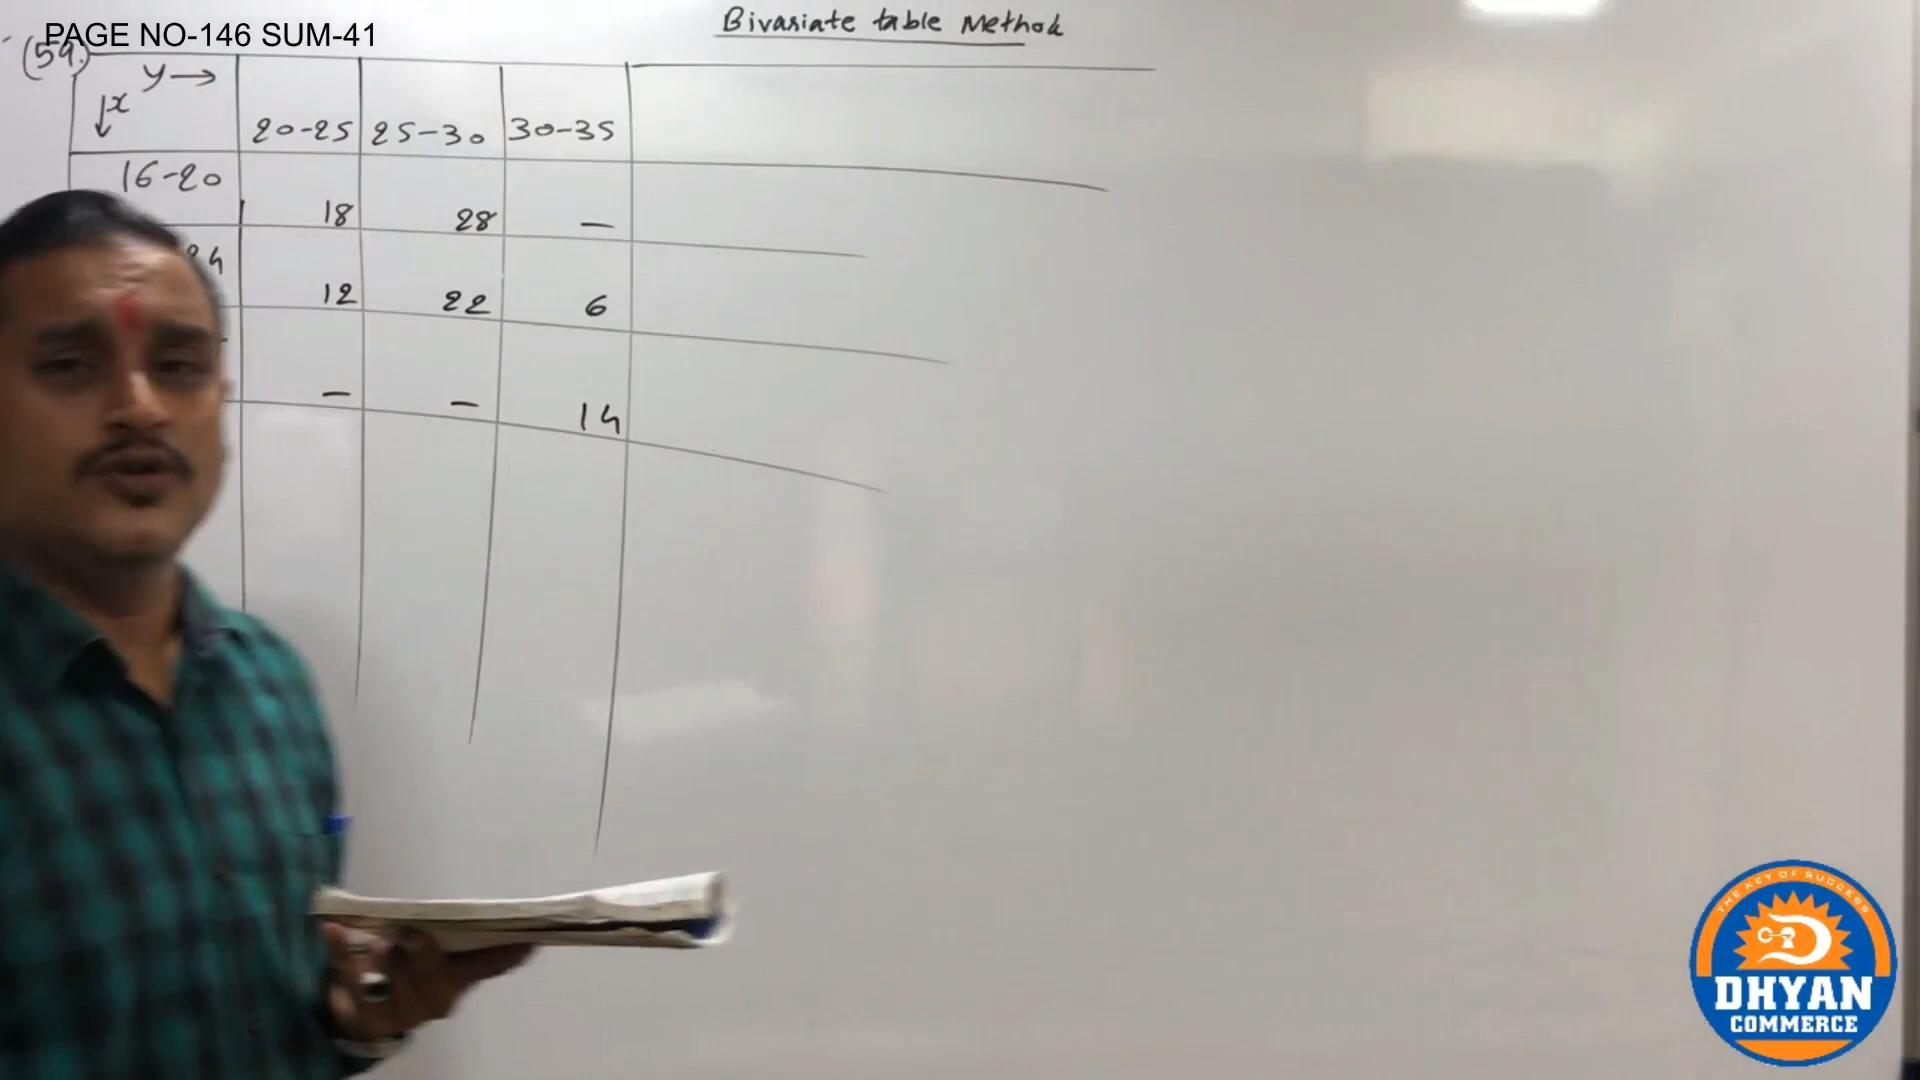 PAGE NO-146 SUM-41
Bivariate table Method
(59.)
y→
↓x
20-25 25-30 30-35
16-20
18 28 —
24
12 22 6
— — 14
THE KEY OF SUCCESS
DHYAN
COMMERCE